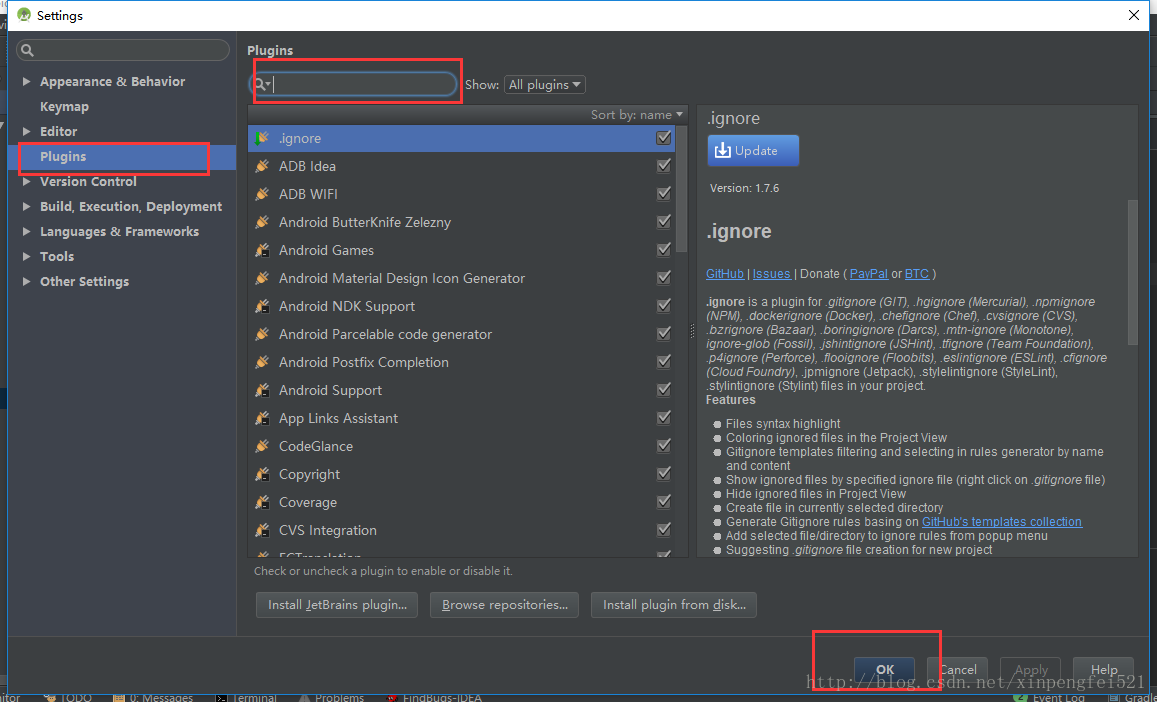 Settings
Plugins
Show: All plugins
Appearance & Behavior
Keymap
Editor
Plugins
Version Control
Build, Execution, Deployment
Languages & Frameworks
Tools
Other Settings
Sort by: name
.ignore
ADB Idea
ADB WIFI
Android ButterKnife Zelezny
Android Games
Android Material Design Icon Generator
Android NDK Support
Android Parcelable code generator
Android Postfix Completion
Android Support
App Links Assistant
CodeGlance
Copyright
Coverage
CVS Integration
ECTranslation
.ignore
Update
Version: 1.7.6
.ignore
GitHub | Issues | Donate ( PayPal or BTC )
.ignore is a plugin for .gitignore (GIT), .hgignore (Mercurial), .npmignore
(NPM), .dockerignore (Docker), .chefignore (Chef), .cvsignore (CVS),
.bzrignore (Bazaar), .boringignore (Darcs), .mtn-ignore (Monotone),
ignore-glob (Fossil), .jshintignore (JSHint), .tfignore (Team Foundation),
.p4ignore (Perforce), .flooignore (Floobits), .eslintignore (ESLint), .cfignore
(Cloud Foundry), .jpmignore (Jetpack), .stylelintignore (StyleLint),
.stylintignore (Stylint) files in your project.
Features
Files syntax highlight
Coloring ignored files in the Project View
Gitignore templates filtering and selecting in rules generator by name
and content
Show ignored files by specified ignore file (right click on .gitignore file)
Hide ignored files in Project View
Create file in currently selected directory
Generate Gitignore rules basing on GitHub's templates collection
Add selected file/directory to ignore rules from popup menu
Suggesting .gitignore file creation for new project
Check or uncheck a plugin to enable or disable it.
Install JetBrains plugin... Browse repositories... Install plugin from disk...
OK Cancel Apply Help
http://blog.csdn.net/xinpengfei521
itor TODO 0: Messages Terminal Problems FindBugs-IDEA 2 Event Log Gradle